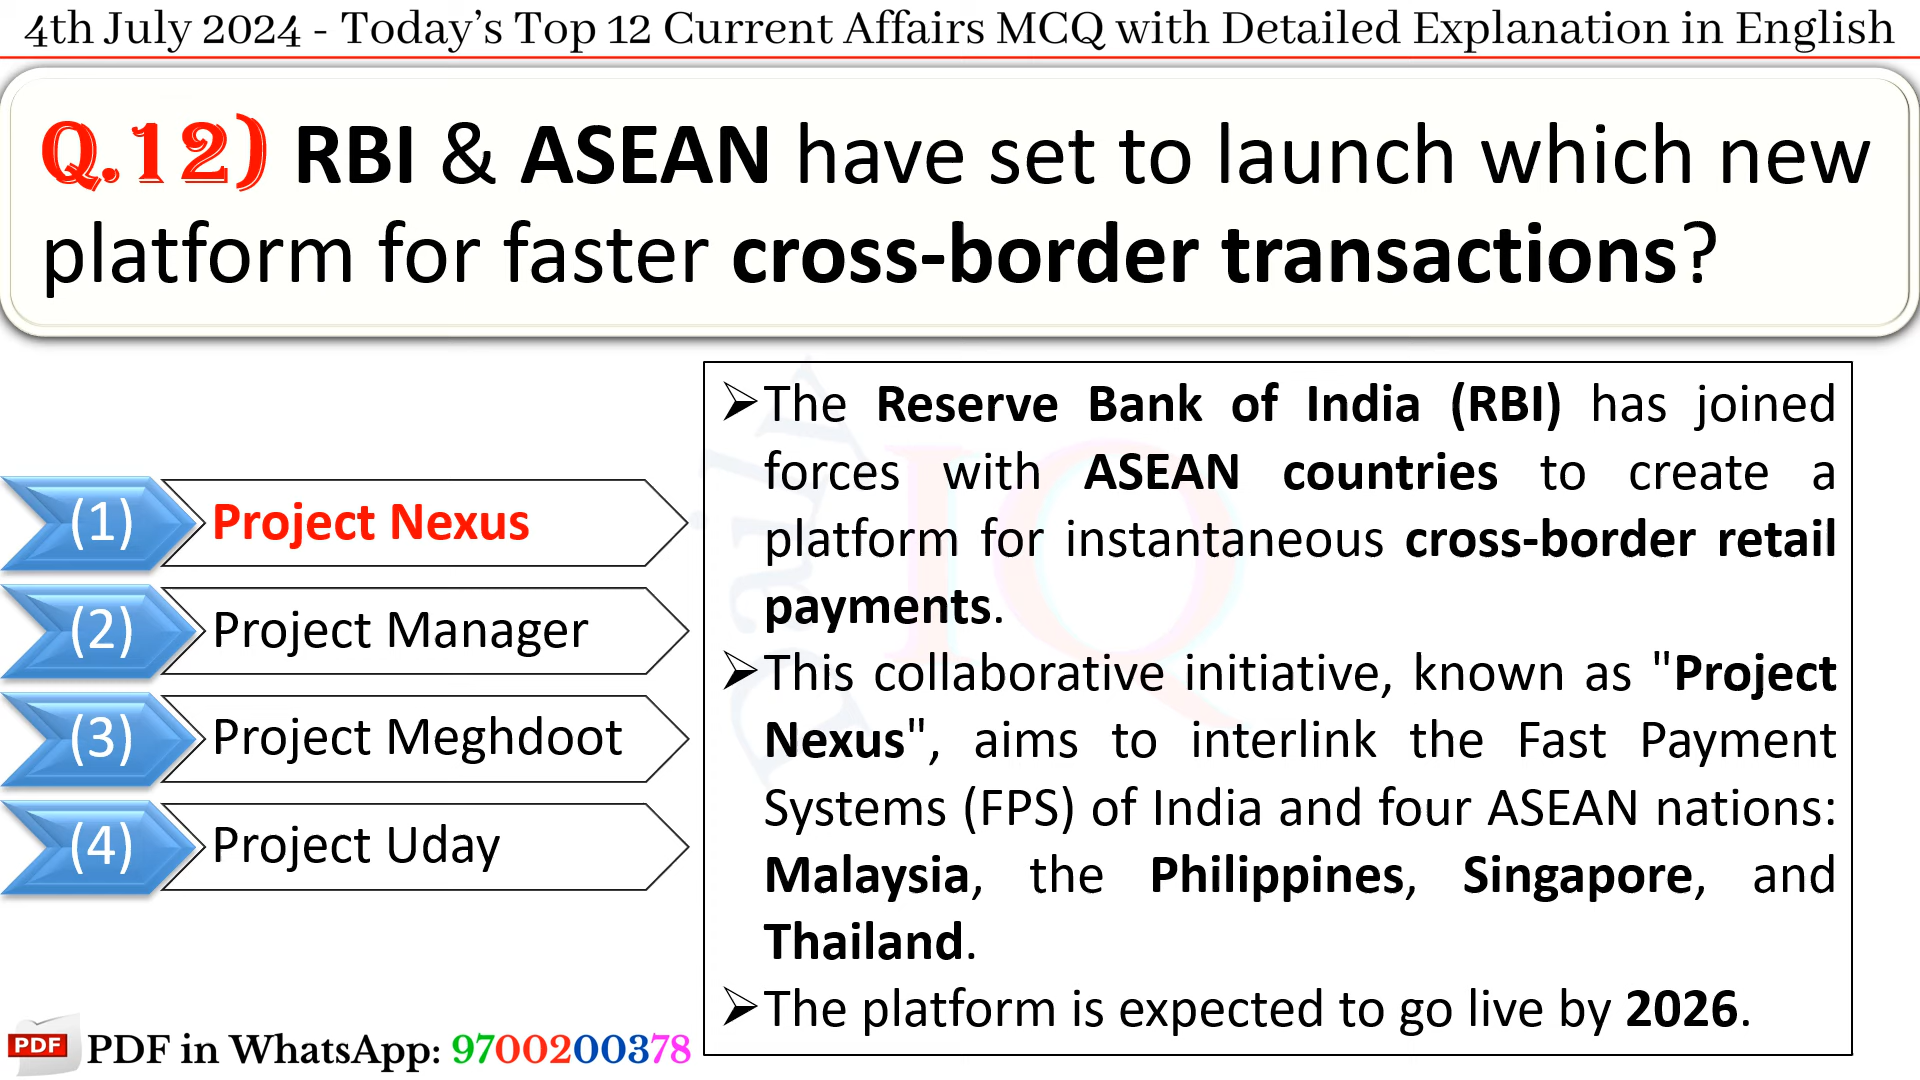 4th July 2024 - Today's Top 12 Current Affairs MCQ with Detailed Explanation in English
Q.12) RBI & ASEAN have set to launch which new
platform for faster cross-border transactions?
(1) Project Nexus
(2) Project Manager
(3) Project Meghdoot
(4) Project Uday
➢The Reserve Bank of India (RBI) has joined
forces with ASEAN countries to create a
platform for instantaneous cross-border retail
payments.
➢This collaborative initiative, known as "Project
Nexus", aims to interlink the Fast Payment
Systems (FPS) of India and four ASEAN nations:
Malaysia, the Philippines, Singapore, and
Thailand.
➢The platform is expected to go live by 2026.
Daily IQ
PDF PDF in WhatsApp: 9700200378